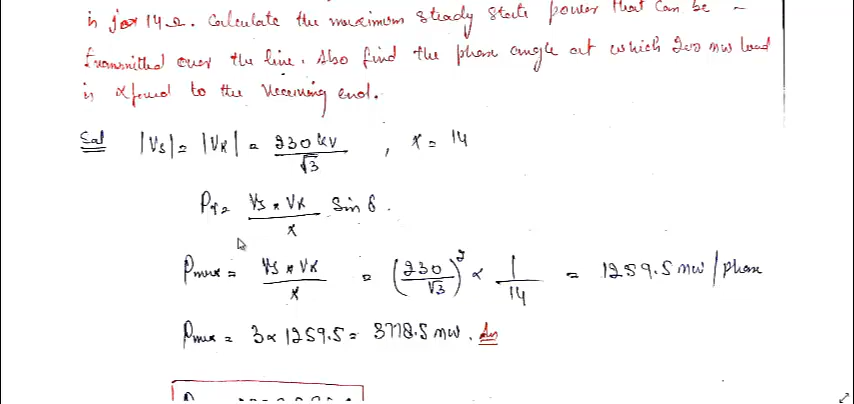 is j 14 Ω. Calculate the maximum steady state power that can be -
transmitted over the line. Also find the phase angle at which 200 mw load
is xfered to the receiving end.
Sol |Vs| = |VR| = 230 kV / √3 , x = 14
Pr = Vs * VR / x Sin δ.
Pmax = Vs * VR / x = (230 / √3)² × 1 / 14 = 1259.5 mw / phase
Pmax = 3 × 1259.5 = 3778.5 mw. Ans